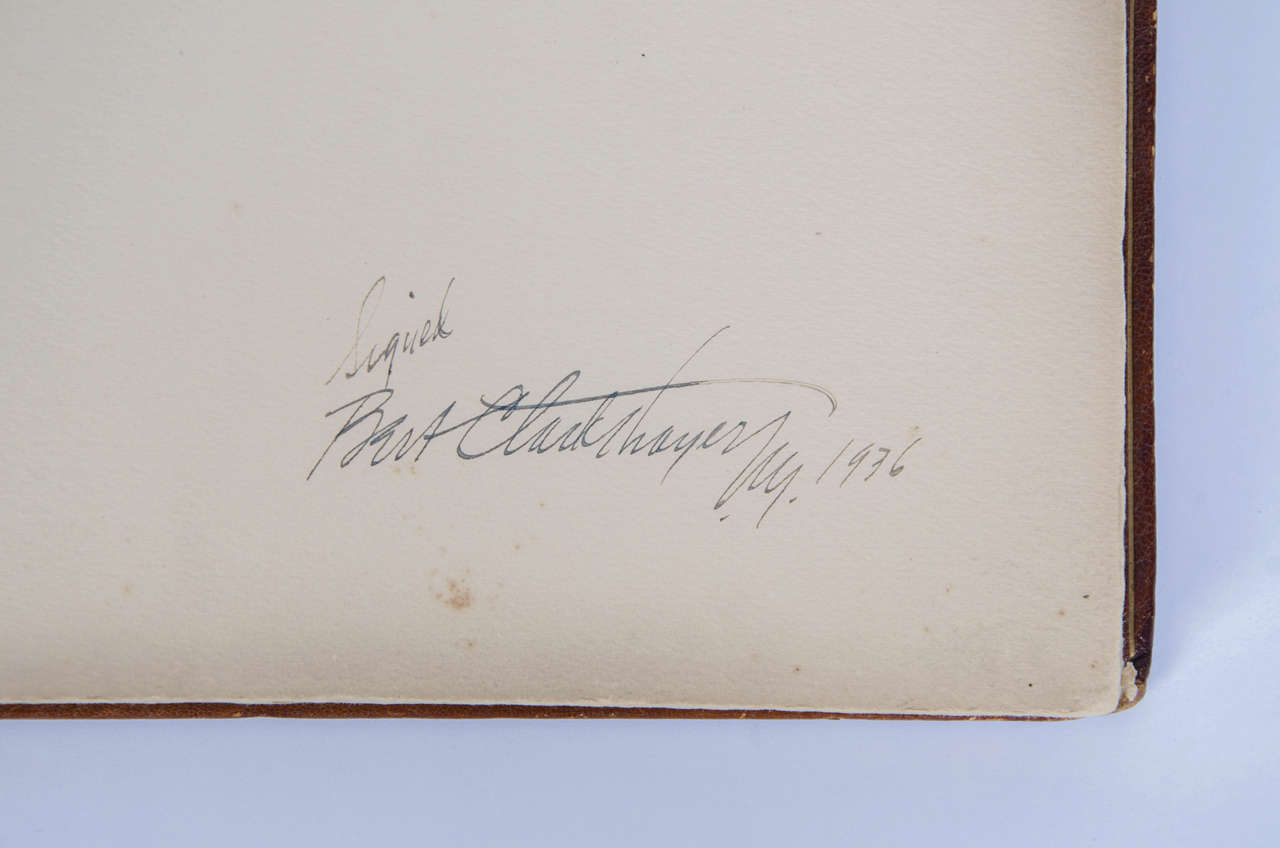 Signed
Bert Clark Thayer N.Y. 1936